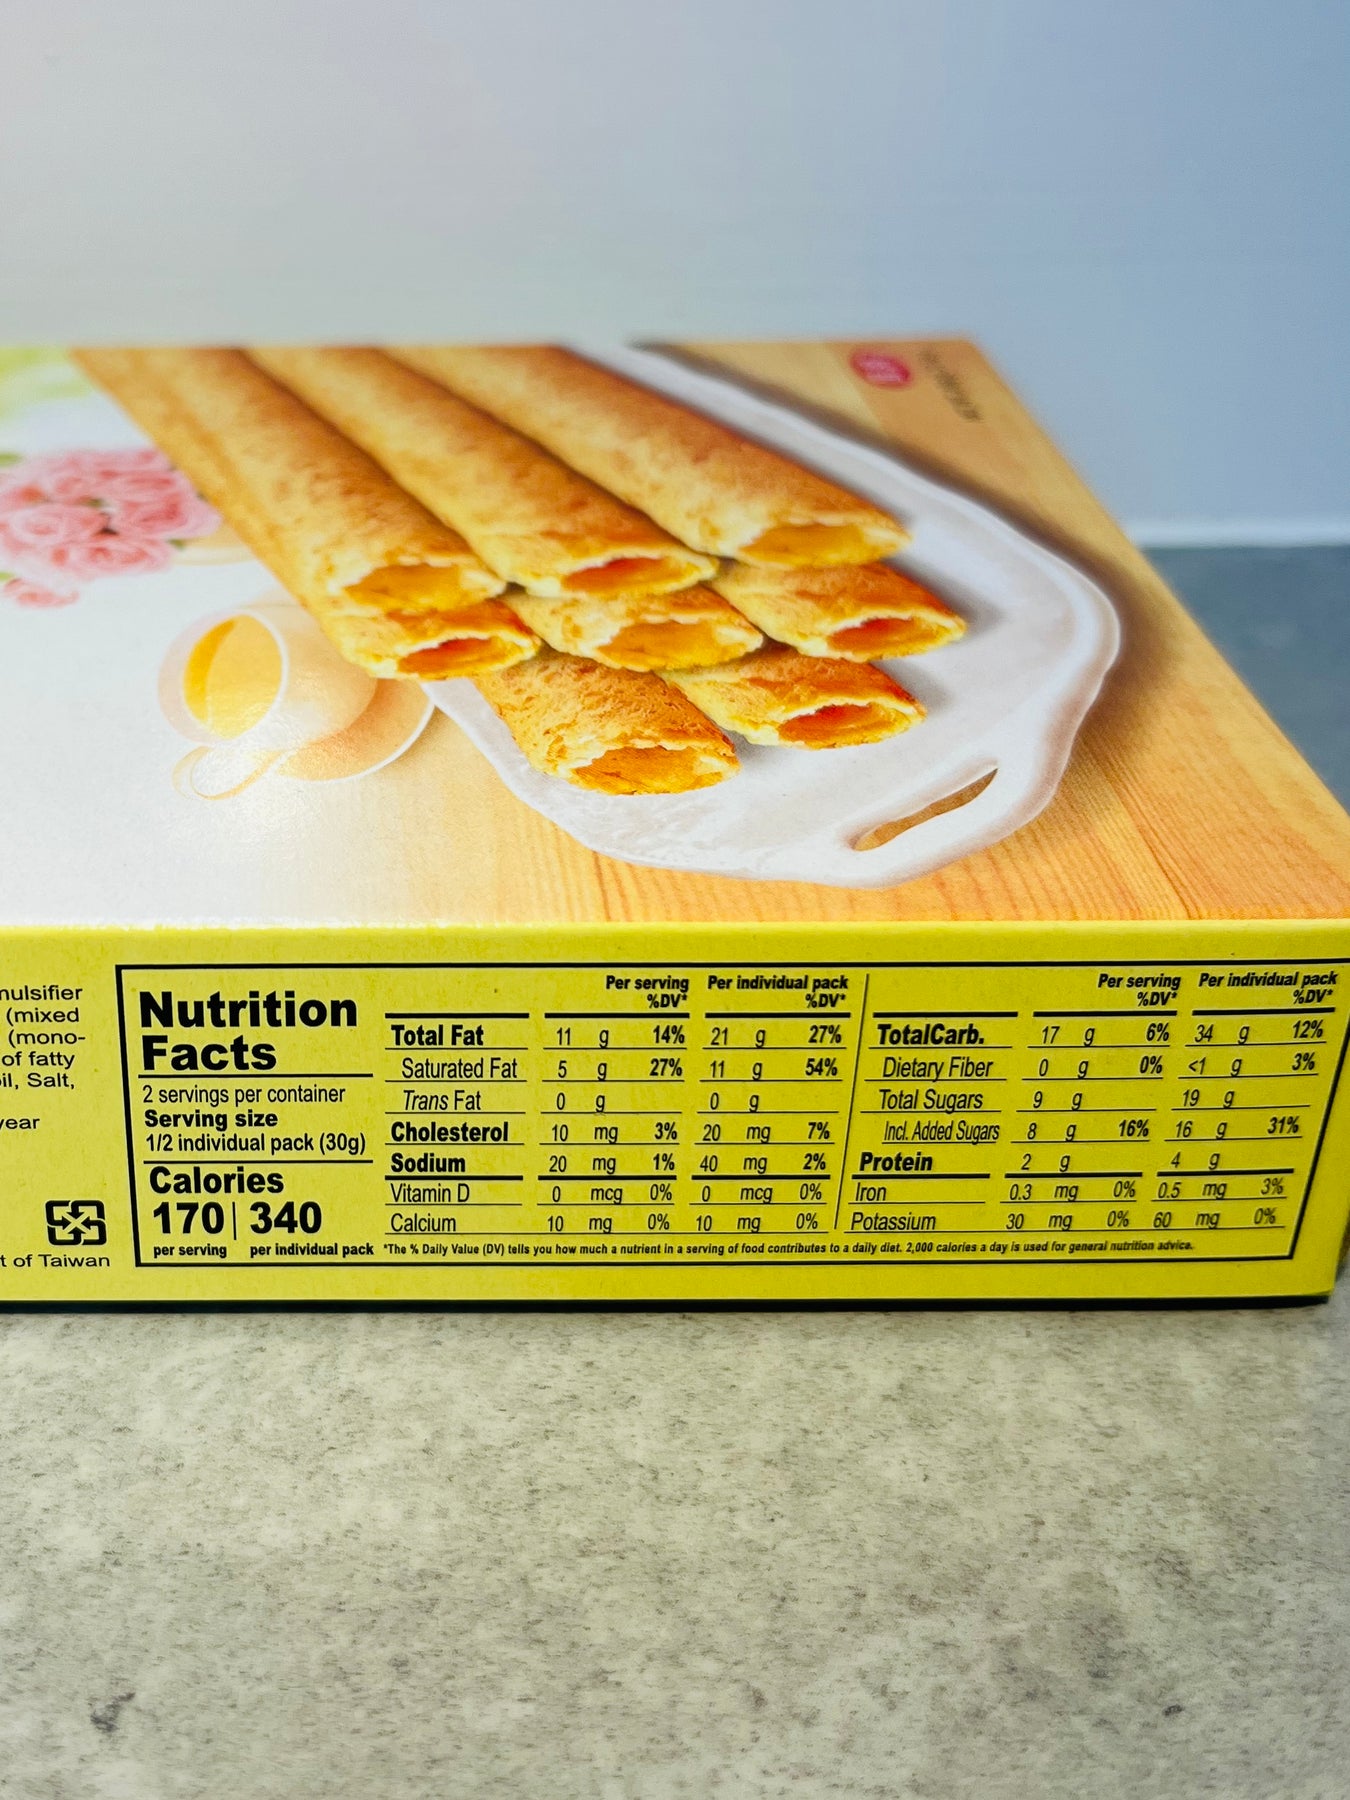 mulsifier
(mixed
(mono-
of fatty
il, Salt,
year
t of Taiwan
Nutrition
Facts
2 servings per container
Serving size
1/2 individual pack (30g)
Calories
170 | 340
per serving per individual pack
Per serving Per individual pack
%DV* %DV*
Total Fat 11 g 14% 21 g 27%
Saturated Fat 5 g 27% 11 g 54%
Trans Fat 0 g 0 g
Cholesterol 10 mg 3% 20 mg 7%
Sodium 20 mg 1% 40 mg 2%
Vitamin D 0 mcg 0% 0 mcg 0%
Calcium 10 mg 0% 10 mg 0%
Per serving Per individual pack
%DV* %DV*
TotalCarb. 17 g 6% 34 g 12%
Dietary Fiber 0 g 0% <1 g 3%
Total Sugars 9 g 19 g
Incl. Added Sugars 8 g 16% 16 g 31%
Protein 2 g 4 g
Iron 0.3 mg 0% 0.5 mg 3%
Potassium 30 mg 0% 60 mg 0%
*The % Daily Value (DV) tells you how much a nutrient in a serving of food contributes to a daily diet. 2,000 calories a day is used for general nutrition advice.